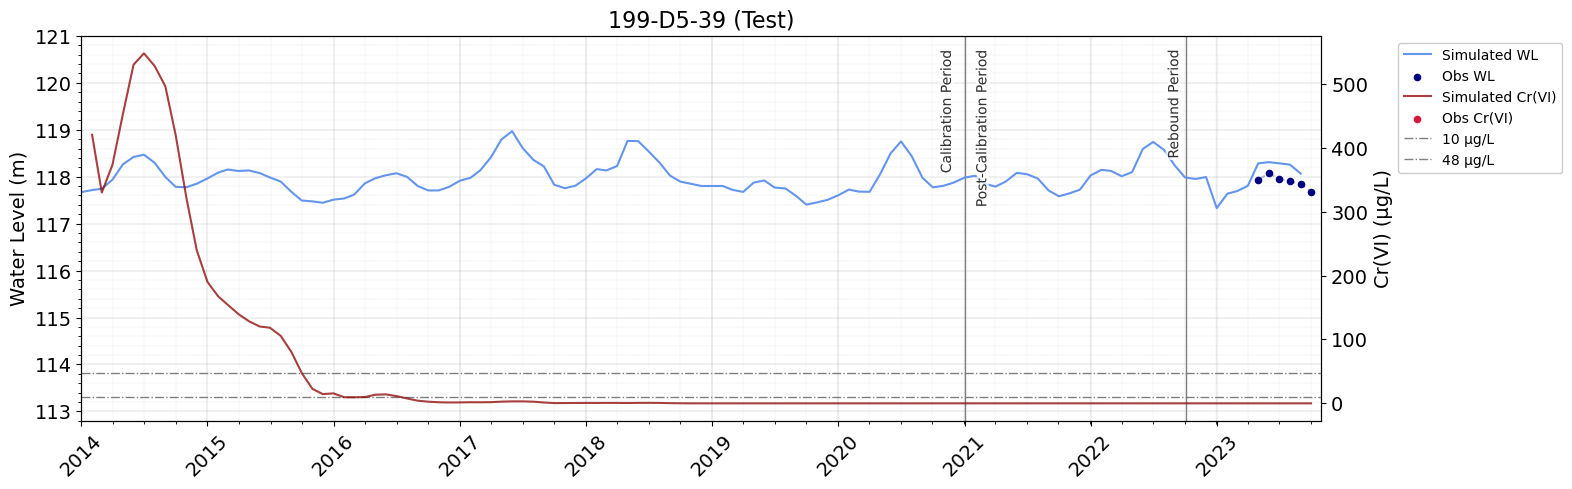 199-D5-39 (Test)
Water Level (m)
121
120
119
118
117
116
115
114
113
2014
2015
2016
2017
2018
2019
2020
2021
2022
2023
Calibration Period
Post-Calibration Period
Rebound Period
500
400
300
200
100
0
Cr(VI) (μg/L)
Simulated WL
Obs WL
Simulated Cr(VI)
Obs Cr(VI)
10 μg/L
48 μg/L